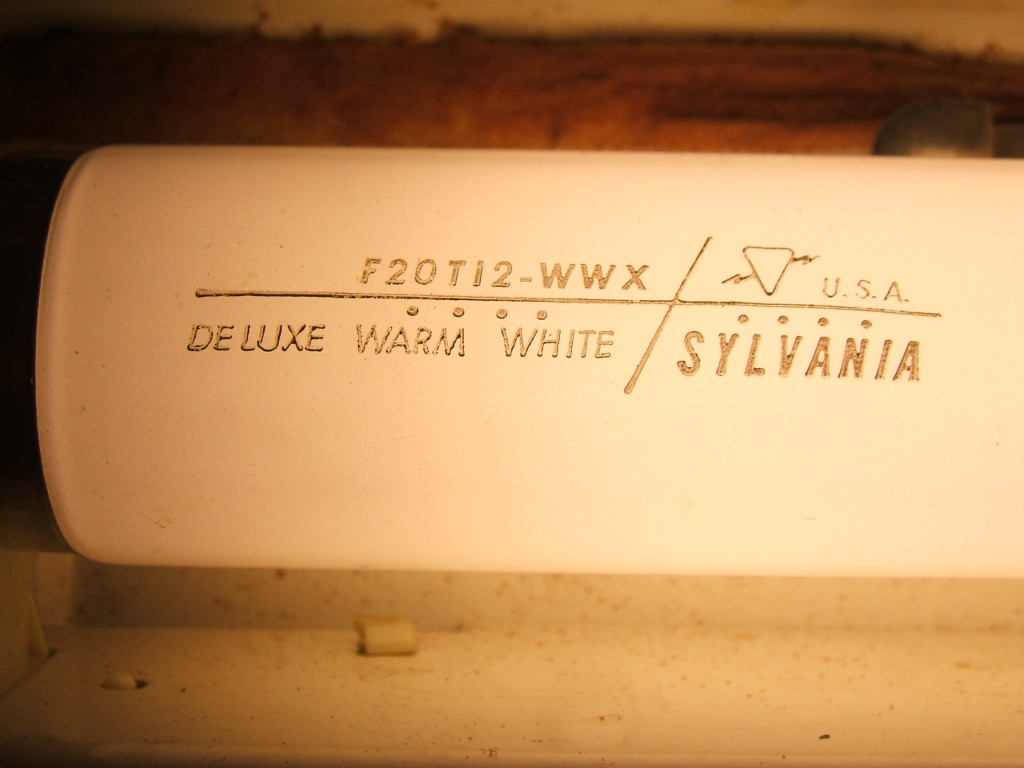 F20T12-WWX
DE LUXE WARM WHITE
U.S.A.
SYLVANIA